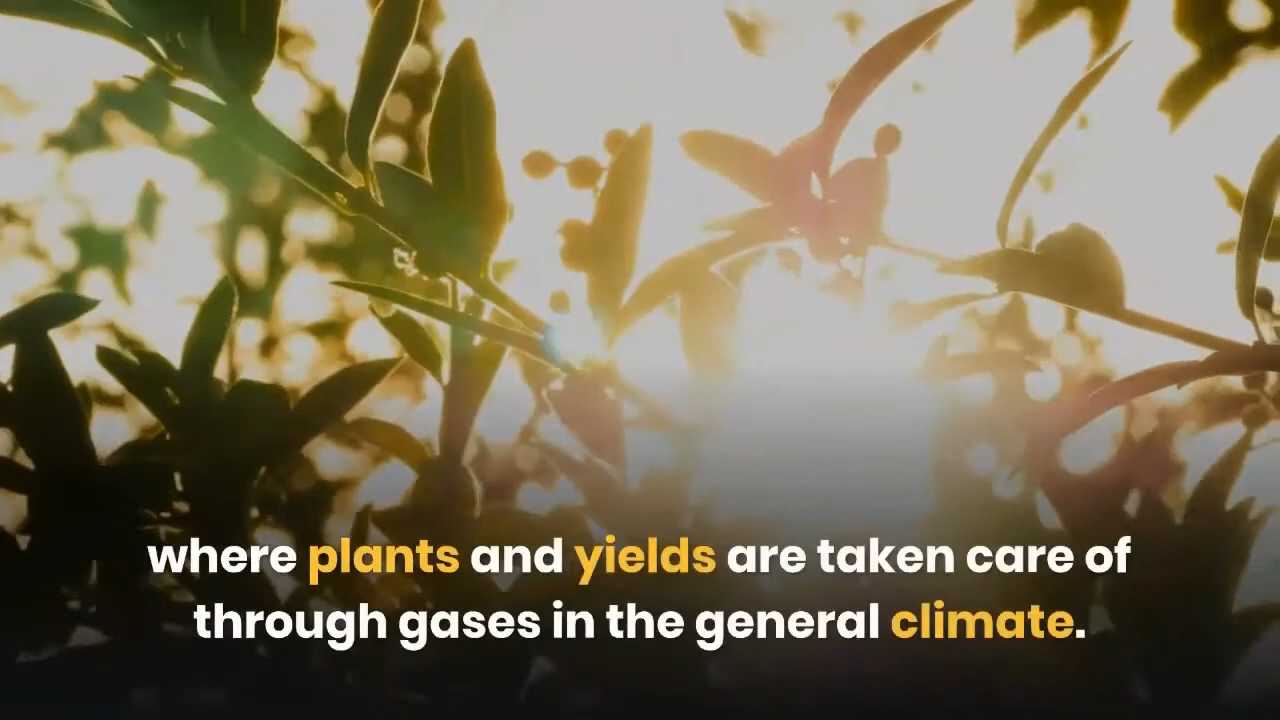 where plants and yields are taken care of
through gases in the general climate.